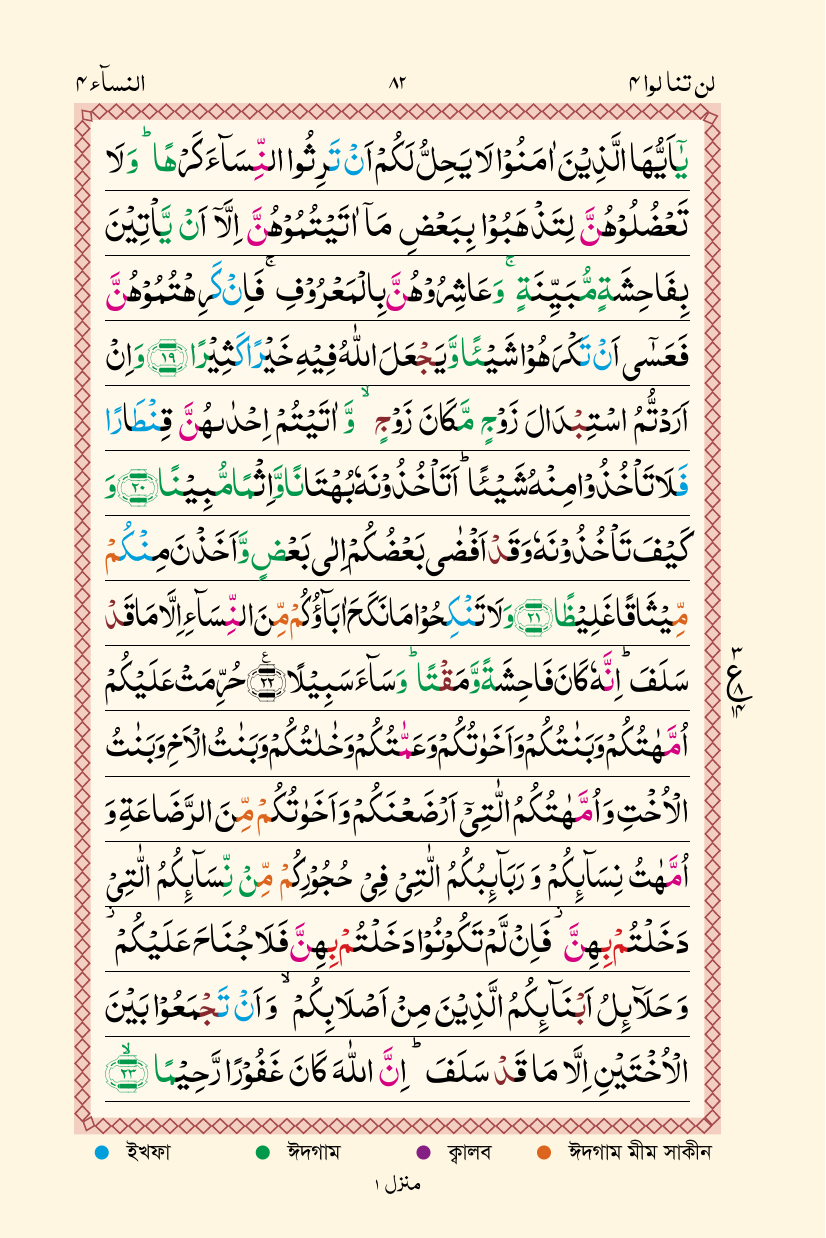 لن تنا لوا ۴ ۸۲ النسآء ۴
يٰٓاَيُّهَا الَّذِيْنَ اٰمَنُوْا لَا يَحِلُّ لَكُمْ اَنْ تَرِثُوا النِّسَآءَ كَرْهًا ؕ وَلَا
تَعْضُلُوْهُنَّ لِتَذْهَبُوْا بِبَعْضِ مَاۤ اٰتَيْتُمُوْهُنَّ اِلَّاۤ اَنْ يَّاْتِيْنَ
بِفَاحِشَةٍ مُّبَيِّنَةٍ ۚ وَعَاشِرُوْهُنَّ بِالْمَعْرُوْفِ ۚ فَاِنْ كَرِهْتُمُوْهُنَّ
فَعَسٰۤى اَنْ تَكْرَهُوْا شَيْـًٔا وَّيَجْعَلَ اللّٰهُ فِيْهِ خَيْرًا كَثِيْرًا ﴿۱۹﴾ وَاِنْ
اَرَدْتُّمُ اسْتِبْدَالَ زَوْجٍ مَّكَانَ زَوْجٍ ۙ وَّ اٰتَيْتُمْ اِحْدٰىهُنَّ قِنْطَارًا
فَلَا تَاْخُذُوْا مِنْهُ شَيْـًٔا ؕ اَتَاْخُذُوْنَهٗ بُهْتَانًا وَّاِثْمًا مُّبِيْنًا ﴿۲۰﴾ وَ
كَيْفَ تَاْخُذُوْنَهٗ وَقَدْ اَفْضٰى بَعْضُكُمْ اِلٰى بَعْضٍ وَّاَخَذْنَ مِنْكُمْ
مِّيْثَاقًا غَلِيْظًا ﴿۲۱﴾ وَلَا تَنْكِحُوْا مَا نَكَحَ اٰبَآؤُكُمْ مِّنَ النِّسَآءِ اِلَّا مَا قَدْ
سَلَفَ ؕ اِنَّهٗ كَانَ فَاحِشَةً وَّمَقْتًا ؕ وَسَآءَ سَبِيْلًا ﴿۲۲﴾ حُرِّمَتْ عَلَيْكُمْ
۳ ع ۸ ۱۴
اُمَّهٰتُكُمْ وَبَنٰتُكُمْ وَاَخَوٰتُكُمْ وَعَمّٰتُكُمْ وَخٰلٰتُكُمْ وَبَنٰتُ الْاَخِ وَبَنٰتُ
الْاُخْتِ وَاُمَّهٰتُكُمُ الّٰتِىْۤ اَرْضَعْنَكُمْ وَاَخَوٰتُكُمْ مِّنَ الرَّضَاعَةِ وَ
اُمَّهٰتُ نِسَآئِكُمْ وَ رَبَآئِبُكُمُ الّٰتِىْ فِىْ حُجُوْرِكُمْ مِّنْ نِّسَآئِكُمُ الّٰتِىْ
دَخَلْتُمْ بِهِنَّ ۫ فَاِنْ لَّمْ تَكُوْنُوْا دَخَلْتُمْ بِهِنَّ فَلَا جُنَاحَ عَلَيْكُمْ ۫
وَ حَلَآئِلُ اَبْنَآئِكُمُ الَّذِيْنَ مِنْ اَصْلَابِكُمْ ۙ وَ اَنْ تَجْمَعُوْا بَيْنَ
الْاُخْتَيْنِ اِلَّا مَا قَدْ سَلَفَ ؕ اِنَّ اللّٰهَ كَانَ غَفُوْرًا رَّحِيْمًا ۙ﴿۲۳﴾
ইখফা ঈদগাম ক্বালব ঈদগাম মীম সাকীন
منزل ۱